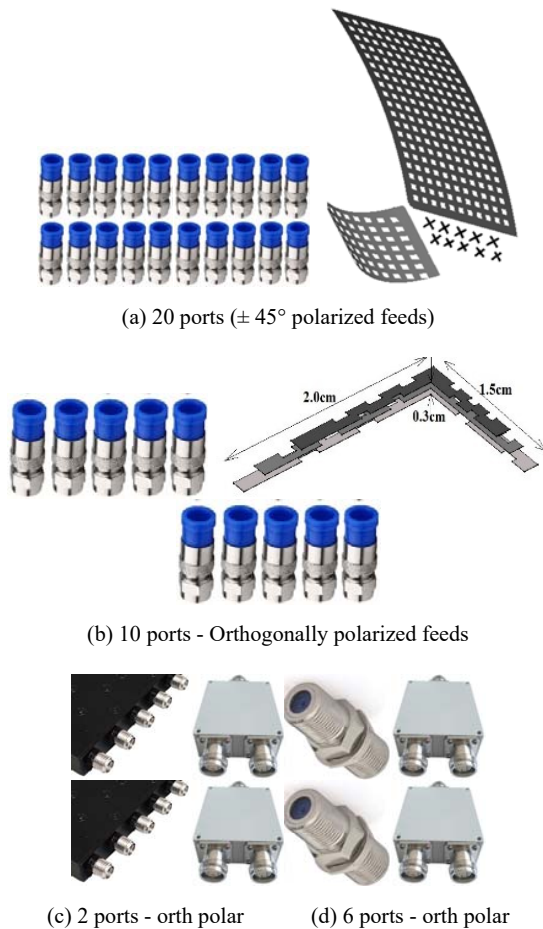 (a) 20 ports (± 45° polarized feeds)
2.0cm
1.5cm
0.3cm
(b) 10 ports - Orthogonally polarized feeds
(c) 2 ports - orth polar
(d) 6 ports - orth polar